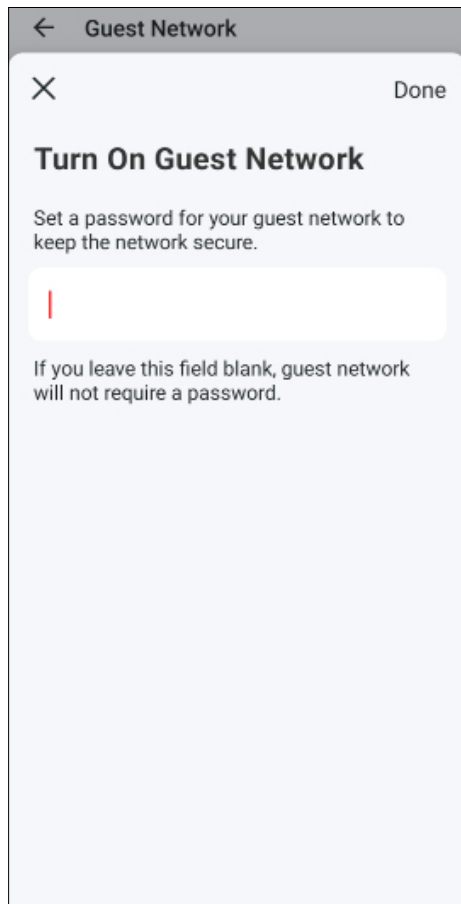 Guest Network
Done
Turn On Guest Network
Set a password for your guest network to
keep the network secure.
If you leave this field blank, guest network
will not require a password.